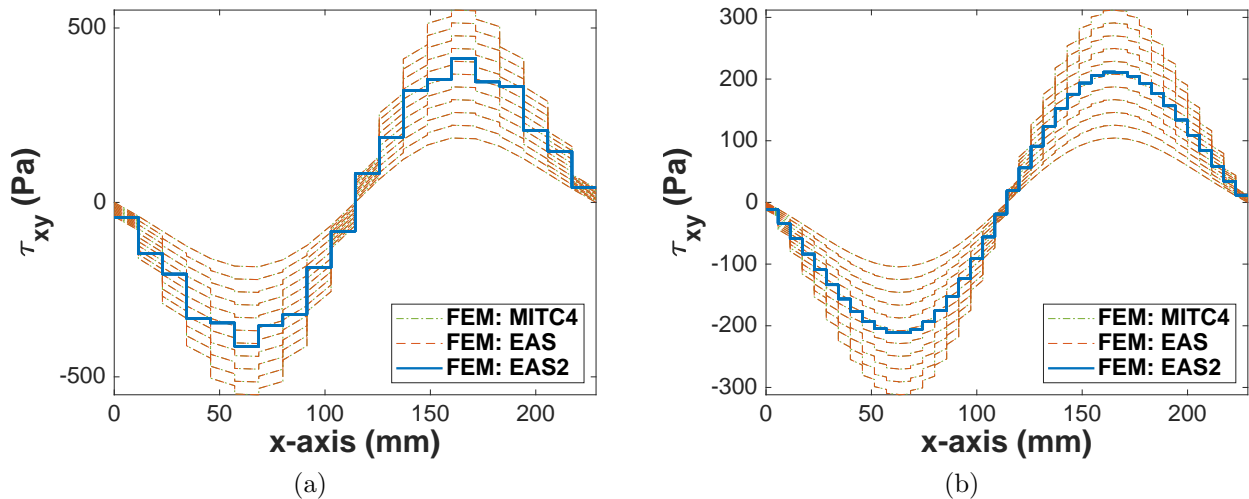 500
0
-500
τxy (Pa)
0
50
100
150
200
x-axis (mm)
FEM: MITC4
FEM: EAS
FEM: EAS2
(a)
300
200
100
0
-100
-200
-300
τxy (Pa)
0
50
100
150
200
x-axis (mm)
FEM: MITC4
FEM: EAS
FEM: EAS2
(b)